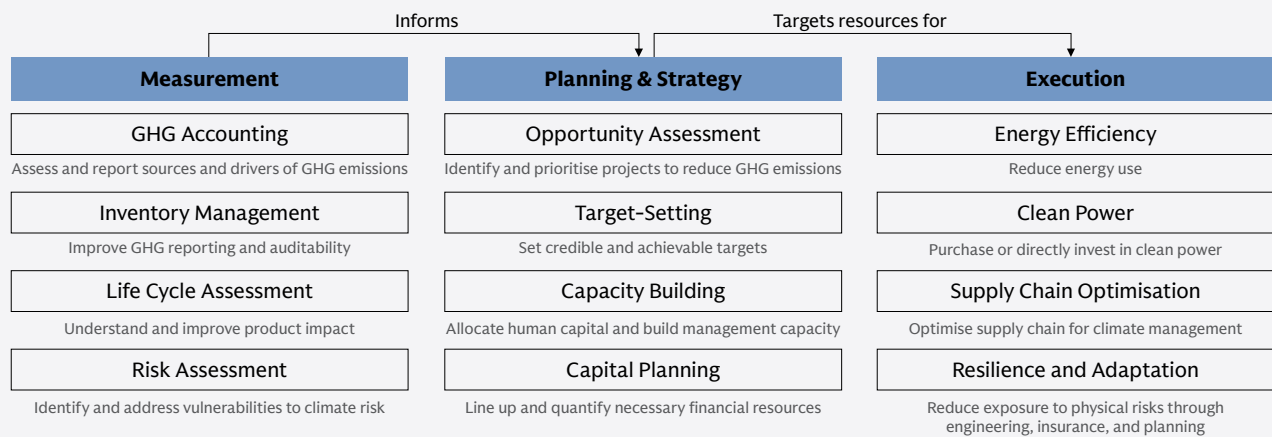 Informs
Targets resources for
Measurement
Planning & Strategy
Execution
GHG Accounting
Assess and report sources and drivers of GHG emissions
Inventory Management
Improve GHG reporting and auditability
Life Cycle Assessment
Understand and improve product impact
Risk Assessment
Identify and address vulnerabilities to climate risk
Opportunity Assessment
Identify and prioritise projects to reduce GHG emissions
Target-Setting
Set credible and achievable targets
Capacity Building
Allocate human capital and build management capacity
Capital Planning
Line up and quantify necessary financial resources
Energy Efficiency
Reduce energy use
Clean Power
Purchase or directly invest in clean power
Supply Chain Optimisation
Optimise supply chain for climate management
Resilience and Adaptation
Reduce exposure to physical risks through
engineering, insurance, and planning